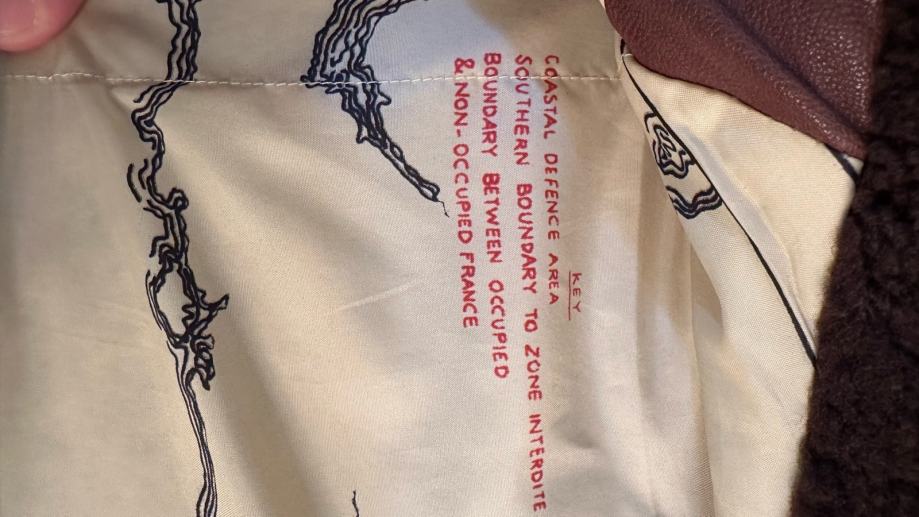 KEY
COASTAL DEFENCE AREA
SOUTHERN BOUNDARY TO ZONE INTERDITE
BOUNDARY BETWEEN OCCUPIED
& NON-OCCUPIED FRANCE